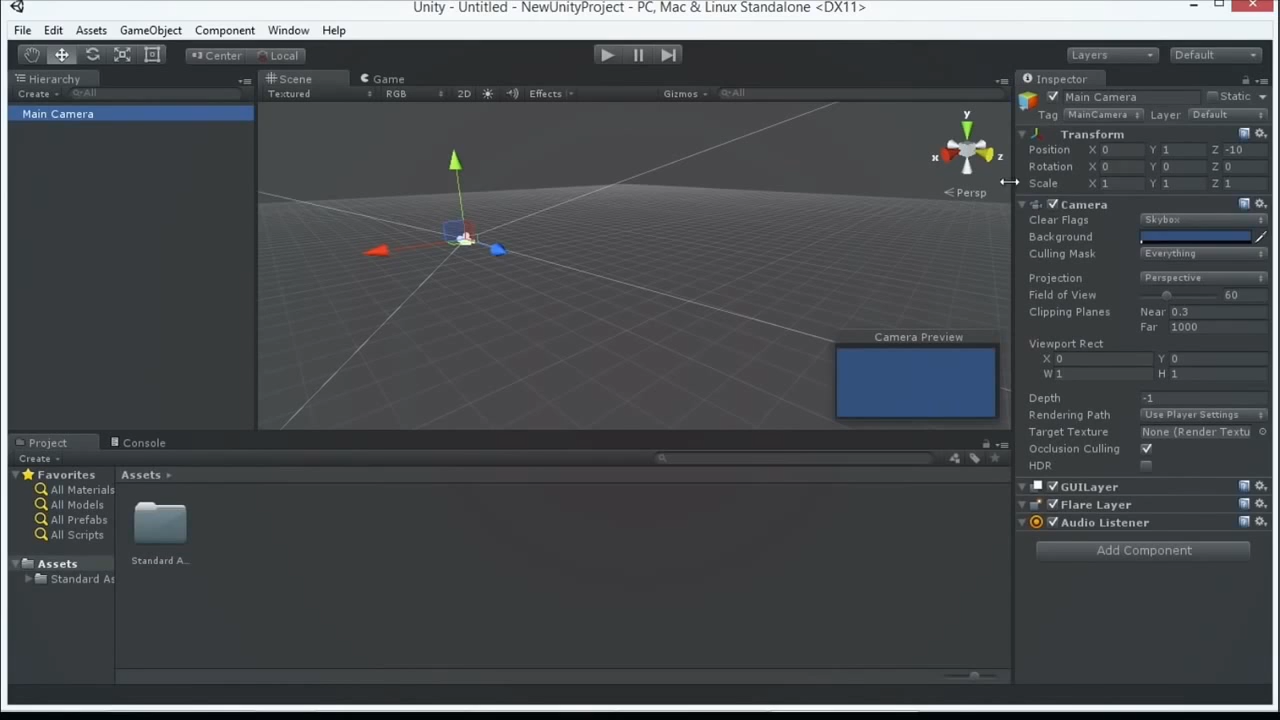 Unity - Untitled - NewUnityProject - PC, Mac & Linux Standalone <DX11>
File Edit Assets GameObject Component Window Help
Center Local Layers Default
Hierarchy
Create All
Main Camera
Scene Game
Textured RGB 2D Effects Gizmos All
y
x z
Persp
Camera Preview
Inspector
Main Camera Static
Tag MainCamera Layer Default
Transform
Position X 0 Y 1 Z -10
Rotation X 0 Y 0 Z 0
Scale X 1 Y 1 Z 1
Camera
Clear Flags Skybox
Background
Culling Mask Everything
Projection Perspective
Field of View 60
Clipping Planes Near 0.3
Far 1000
Viewport Rect
X 0 Y 0
W 1 H 1
Depth -1
Rendering Path Use Player Settings
Target Texture None (Render Textu
Occlusion Culling
HDR
GUILayer
Flare Layer
Audio Listener
Add Component
Project Console
Create
Favorites
All Materials
All Models
All Prefabs
All Scripts
Assets
Standard As
Assets
Standard A...